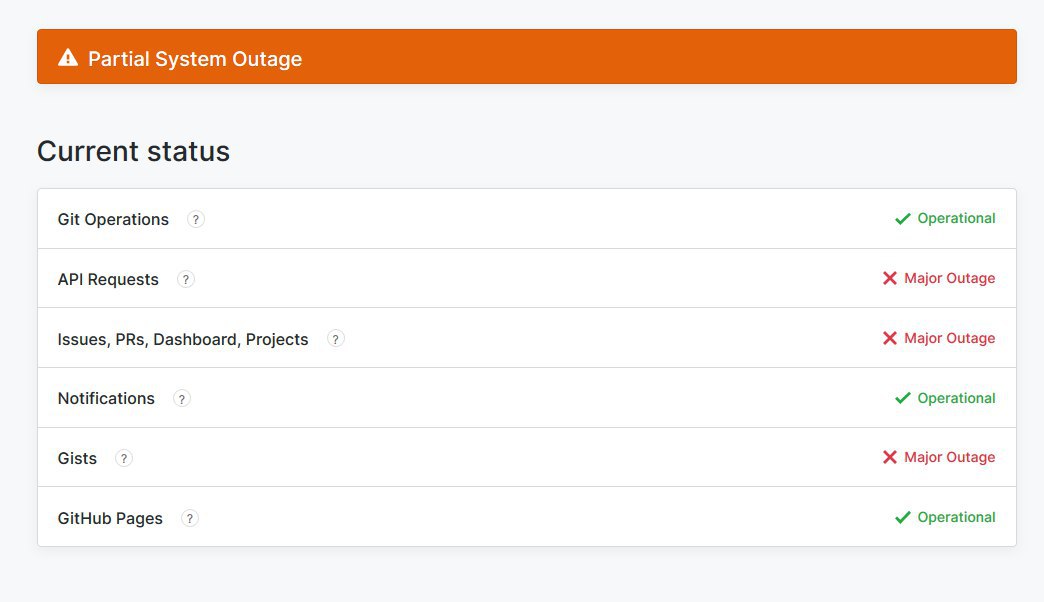 Partial System Outage
Current status
Git Operations ? Operational
API Requests ? Major Outage
Issues, PRs, Dashboard, Projects ? Major Outage
Notifications ? Operational
Gists ? Major Outage
GitHub Pages ? Operational